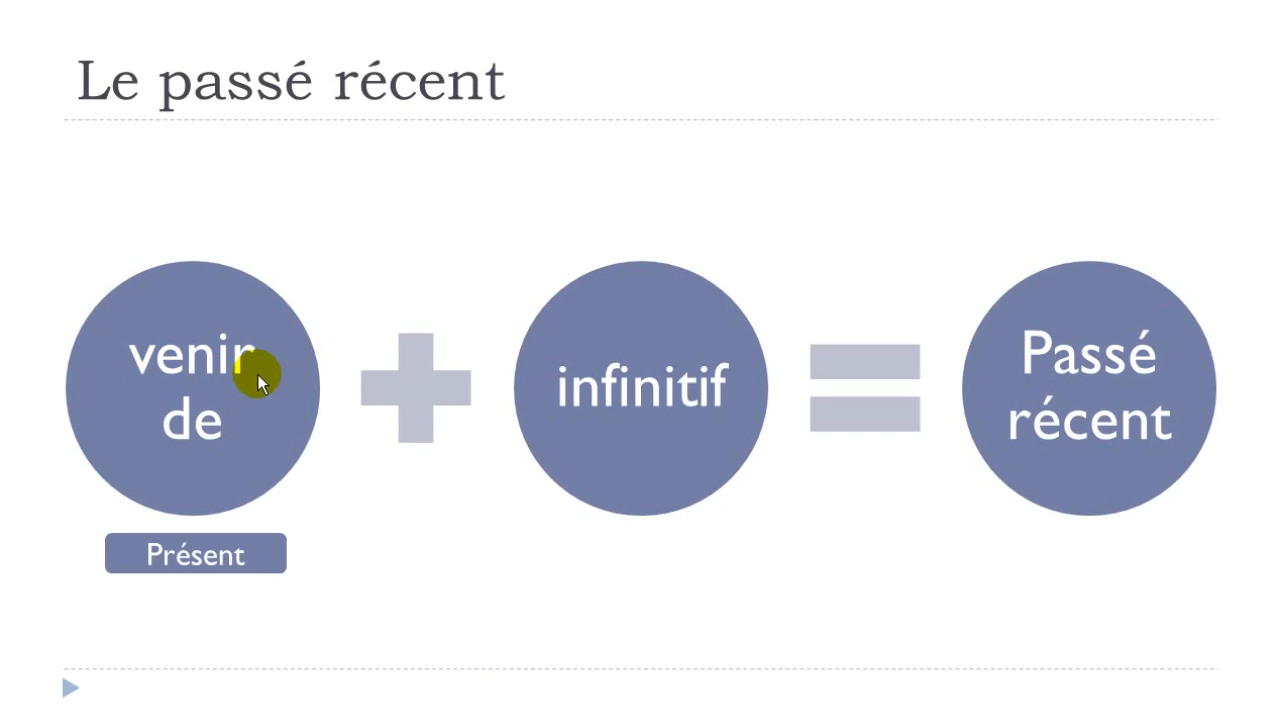 Le passé récent
venir
de
infinitif
Passé
récent
Présent